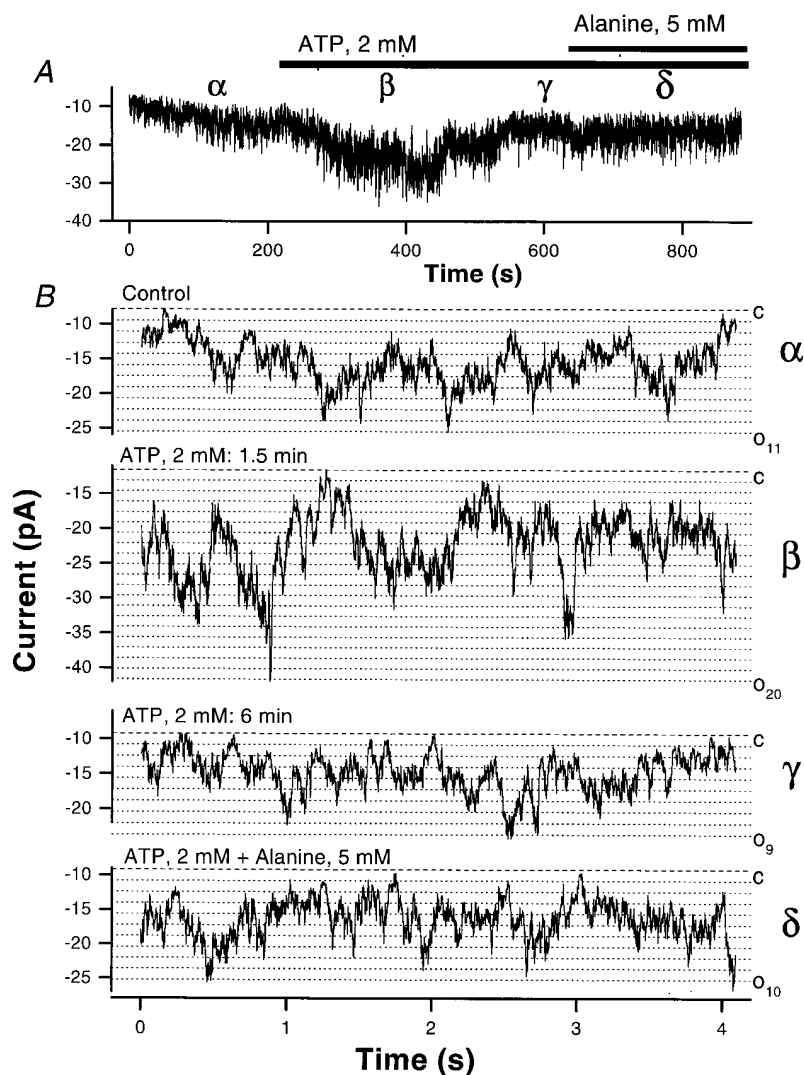 Alanine, 5 mM
ATP, 2 mM
A
α
β
γ
δ
-10
-20
-30
-40
0
200
400
600
800
Time (s)
B
Control
-10
-15
-20
-25
C
O11
α
ATP, 2 mM: 1.5 min
-15
-20
-25
-30
-35
-40
C
O20
β
Current (pA)
ATP, 2 mM: 6 min
-10
-15
-20
C
O9
γ
ATP, 2 mM + Alanine, 5 mM
-10
-15
-20
-25
C
O10
δ
0
1
2
3
4
Time (s)